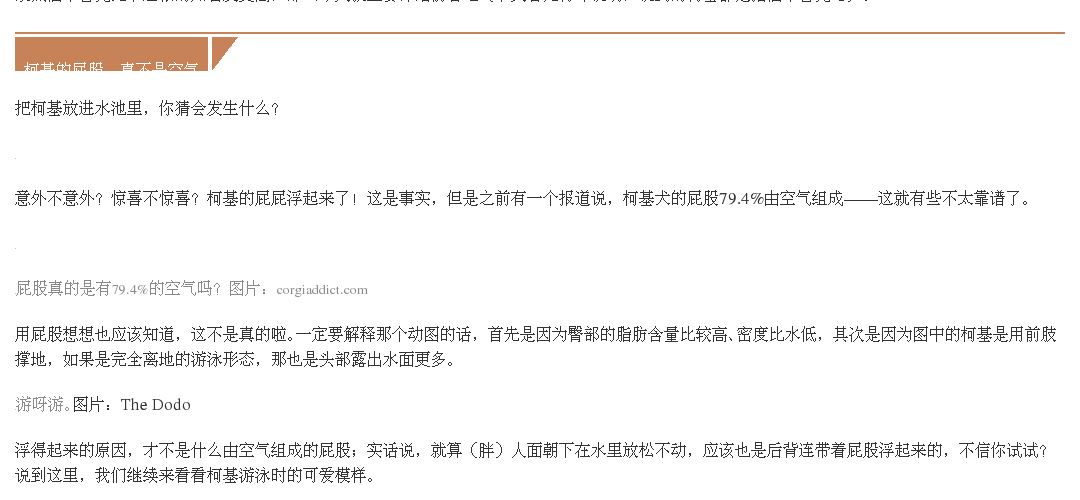 柯基的屁股，真不是空气
把柯基放进水池里，你猜会发生什么？
意外不意外？惊喜不惊喜？柯基的屁屁浮起来了！这是事实，但是之前有一个报道说，柯基犬的屁股79.4%由空气组成——这就有些不太靠谱了。
屁股真的是有79.4%的空气吗？图片：corgiaddict.com
用屁股想想也应该知道，这不是真的啦。一定要解释那个动图的话，首先是因为臀部的脂肪含量比较高、密度比水低，其次是因为图中的柯基是用前肢
撑地，如果是完全离地的游泳形态，那也是头部露出水面更多。
游呀游。图片：The Dodo
浮得起来的原因，才不是什么由空气组成的屁股；实话说，就算（胖）人面朝下在水里放松不动，应该也是后背连带着屁股浮起来的，不信你试试？
说到这里，我们继续来看看柯基游泳时的可爱模样。